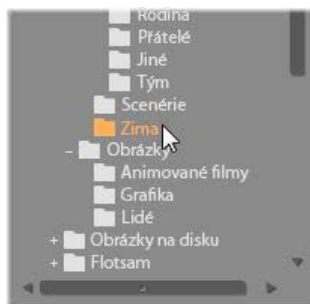 Rodina
Přátelé
Jiné
Tým
Scenérie
Zima
- Obrázky
Animované filmy
Grafika
Lidé
+ Obrázky na disku
+ Flotsam